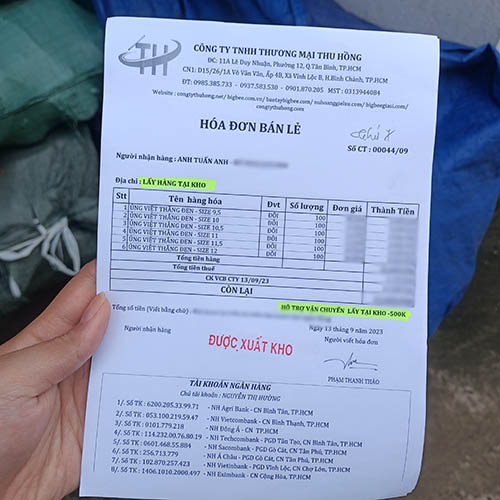 TH
CÔNG TY TNHH THƯƠNG MẠI THU HỒNG
ĐC: 11A Lê Duy Nhuận, Phường 12, Q.Tân Bình, TP.HCM
CN1: D15/26/1A Võ Văn Vân, Ấp 4B, Xã Vĩnh Lộc B, H.Bình Chánh, TP.HCM
ĐT: 0985.385.733 - 0937.583.530 - 0901.870.205 MST : 0313944084
Website : congtythuhong.net/ bigbee.com.vn/ baotaybigbee.com/ sunhoanggielex.com/ bigbeegiasi.com/
congtythuhong.com
HÓA ĐƠN BÁN LẺ
Số CT : 00044/09
Người nhận hàng : ANH TUẤN ANH -
Địa chỉ : LẤY HÀNG TẠI KHO
Stt Tên hàng hóa Đvt Số lượng Đơn giá Thành Tiền
1 ỦNG VIỆT THẮNG ĐEN - SIZE 9,5 ĐÔI 100
2 ỦNG VIỆT THẮNG ĐEN - SIZE 10 ĐÔI 100
3 ỦNG VIỆT THẮNG ĐEN - SIZE 10,5 ĐÔI 100
4 ỦNG VIỆT THẮNG ĐEN - SIZE 11 ĐÔI 100
5 ỦNG VIỆT THẮNG ĐEN - SIZE 11,5 ĐÔI 100
6 ỦNG VIỆT THẮNG ĐEN - SIZE 12 ĐÔI 100
Tổng tiền hàng
Tổng tiền thuế
CK VCB CTY 13/09/23
CÒN LẠI
HỖ TRỢ VẬN CHUYỂN LẤY TẠI KHO -500K
Tổng số tiền (Viết bằng chữ) :
Ngày 13 tháng 9 năm 2023
Người nhận hàng
Người viết hóa đơn
ĐƯỢC XUẤT KHO
PHẠM THANH THẢO
TÀI KHOẢN NGÂN HÀNG
Chủ tài khoản : NGUYỄN THỊ HƯỜNG
1/. Số TK : 6200.205.33.99.71 - NH Agri Bank - CN Bình Tân, TP.HCM
2/. Số TK : 053.100.219.59.47 - NH Vietcombank - CN Bình Thạnh, TP.HCM
3/. Số TK : 0101.779.218 - NH Đông Á - CN TP.HCM
4/. Số TK : 114.232.00.76.80.19 - NH Techcombank - PGD Tân Tạo, CN Bình Tân, TP.HCM
5/. Số TK : 0601.468.55.884 - NH Sacombank - PGD Gò Cát, CN Tân Phú, TP.HCM
6/. Số TK : 256.713.779 - NH Á Châu - PGD Gò Cát, CN Tân Phú, TP.HCM
7/. Số TK : 102.870.257.423 - NH Vietinbank - PGD Vĩnh Lộc, CN Chợ Lớn, TP.HCM
8/. Số TK : 1406.1010.2000.497 - NH Eximbank - CN Cộng Hòa, TP.HCM